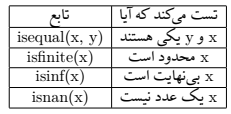 تابع تست می‌کند که آیا
isequal(x, y) x و y یکی هستند
isfinite(x) x محدود است
isinf(x) x بی‌نهایت است
isnan(x) x یک عدد نیست